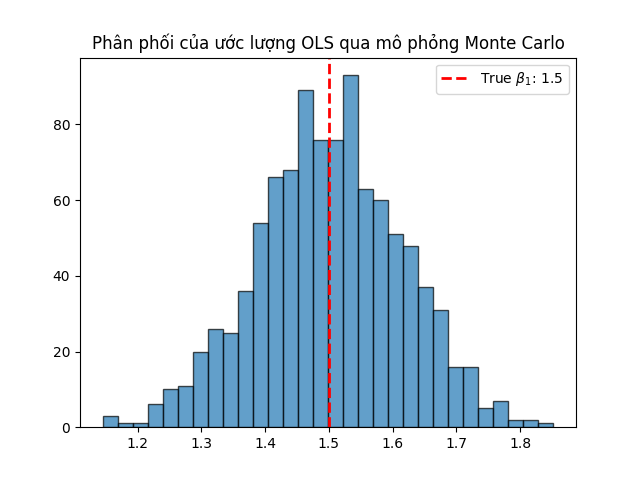 Phân phối của ước lượng OLS qua mô phỏng Monte Carlo
True β₁: 1.5
80
60
40
20
0
1.2 1.3 1.4 1.5 1.6 1.7 1.8